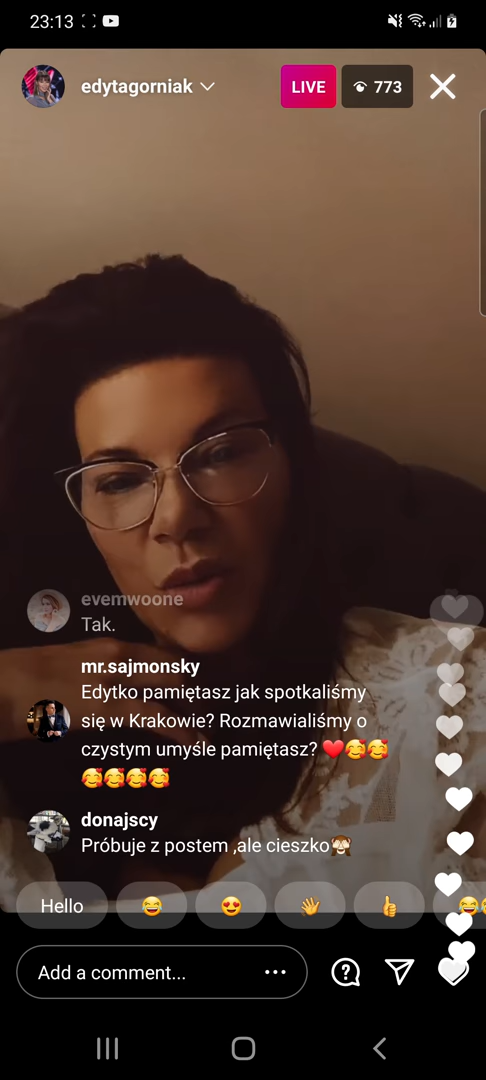 23:13
edytagorniak
LIVE
773
evemwoone
Tak.
mr.sajmonsky
Edytko pamiętasz jak spotkaliśmy
się w Krakowie? Rozmawialiśmy o
czystym umyśle pamiętasz? ❤️🥰🥰
🥰🥰🥰🥰
donajscy
Próbuje z postem ,ale cieszko🙈
Hello 😂 😍 👋 👍 😂
Add a comment...